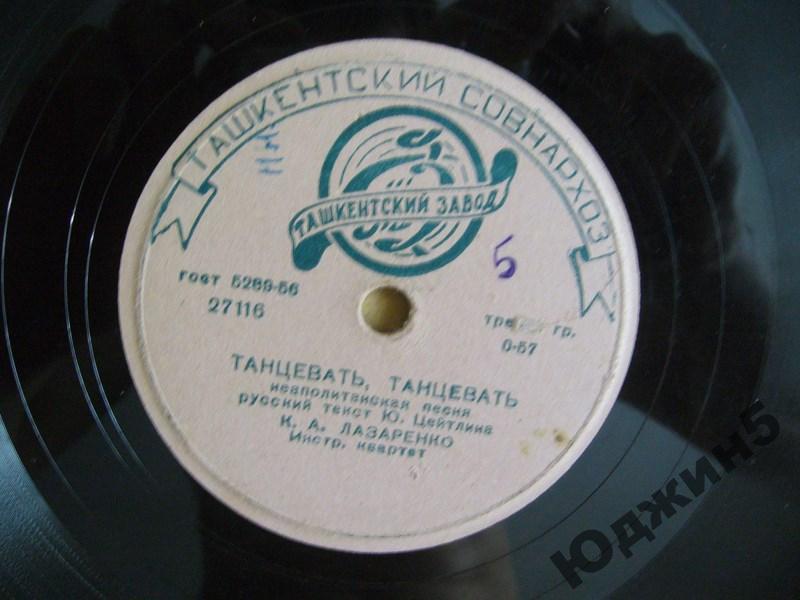 ТАШКЕНТСКИЙ СОВНАРХОЗ
ТАШКЕНТСКИЙ ЗАВОД
5
гост 5289-56
27116
гр.
0-57
ТАНЦЕВАТЬ, ТАНЦЕВАТЬ
неаполитанская песня
русский текст Ю. Цейтлина
К. А. ЛАЗАРЕНКО
Инстр. квартет
Юджин5